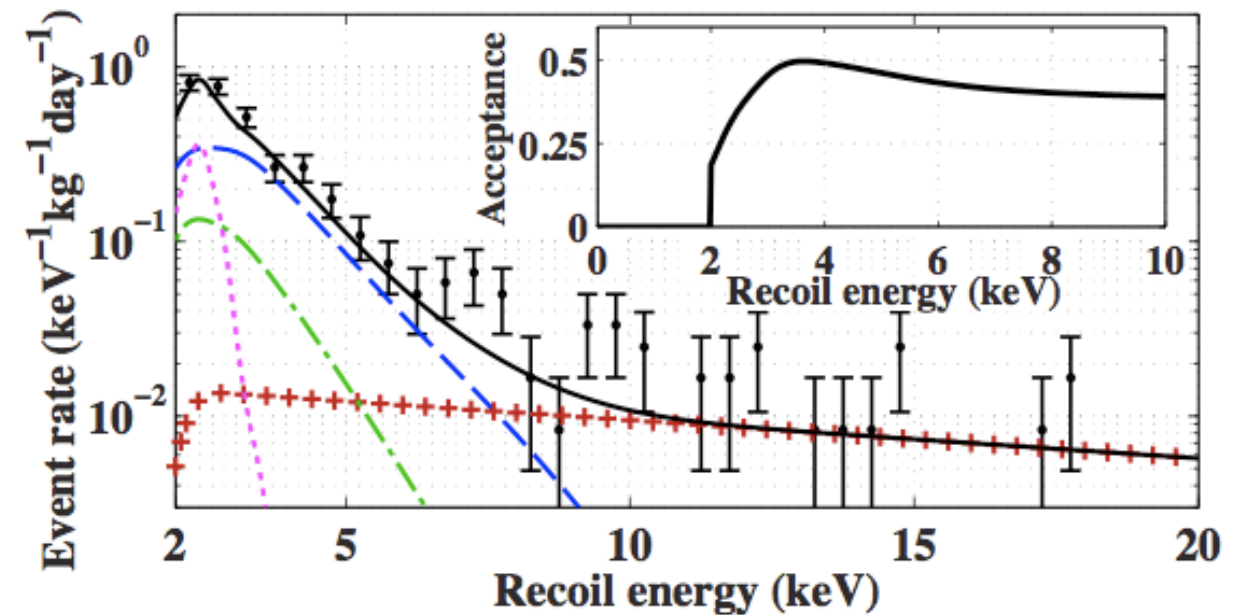 Event rate (keV⁻¹kg⁻¹day⁻¹)
10⁰
10⁻¹
10⁻²
2 5 10 15 20
Recoil energy (keV)
Acceptance
0.5
0.25
0
0 2 4 6 8 10
Recoil energy (keV)